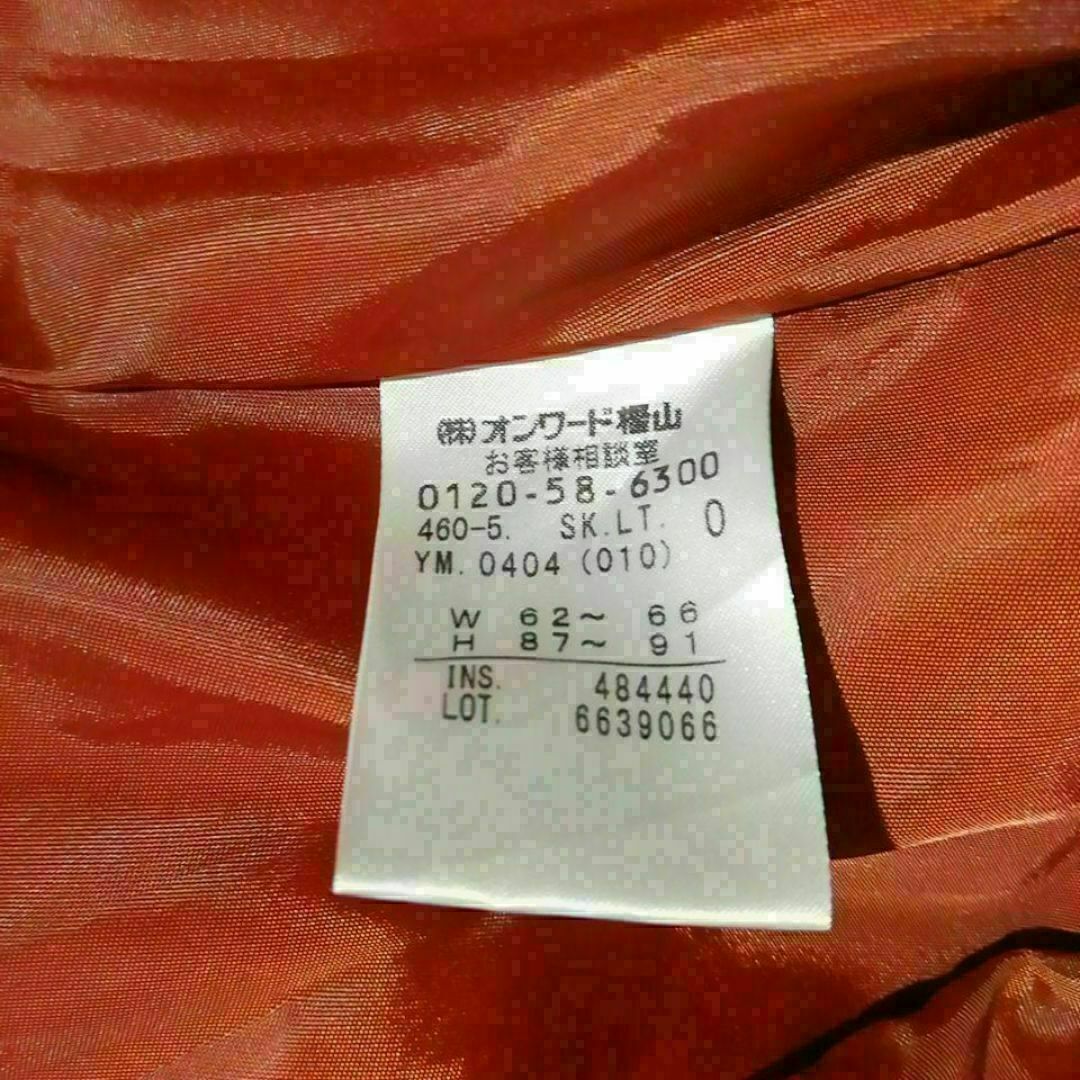 (株)オンワード樫山
お客様相談室
0120-58-6300
460-5. SK.LT. 0
YM. 0404 (010)
W 62～ 66
H 87～ 91
INS. 484440
LOT. 6639066